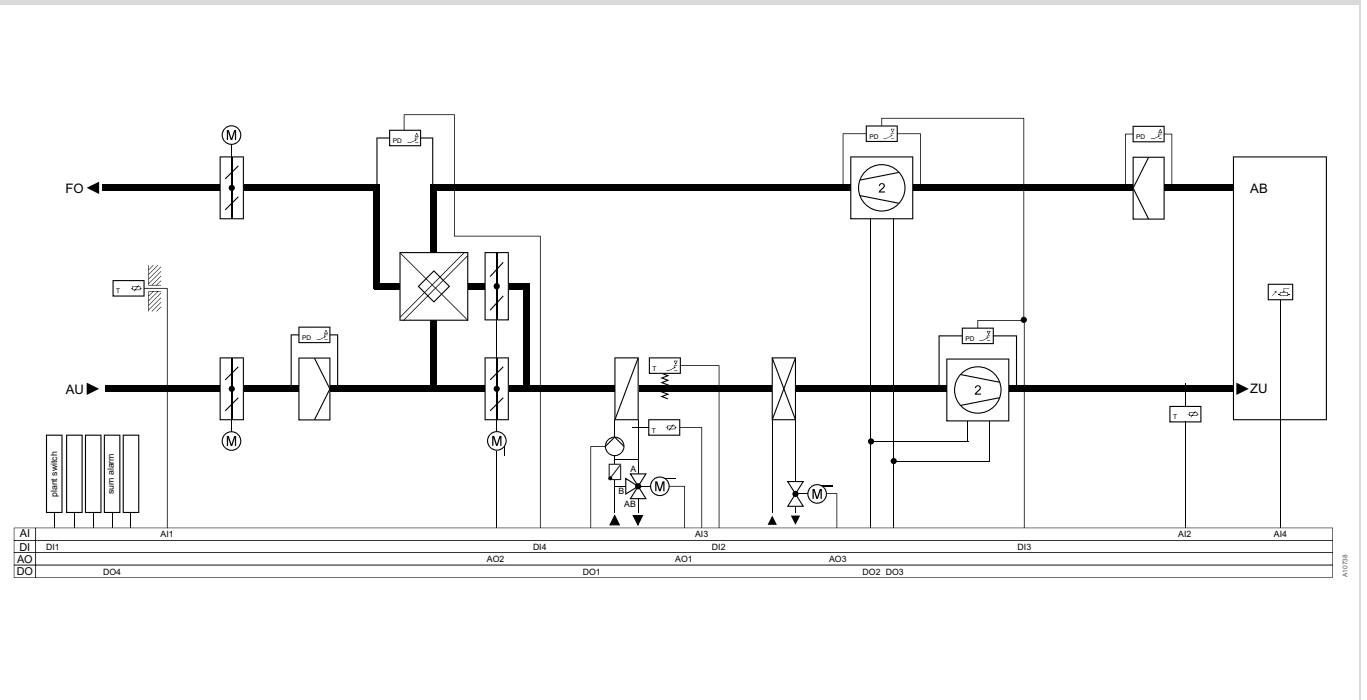 M
PD
PD
PD
FO
2
AB
T
PD
PD
AU
2
T
ZU
T
M
M
T
plant switch
sum alarm
A
B
M
AB
M
AI AI1 AI3 AI2 AI4
DI DI1 DI4 DI2 DI3
AO AO2 AO1 AO3
DO DO4 DO1 DO2 DO3
A10738